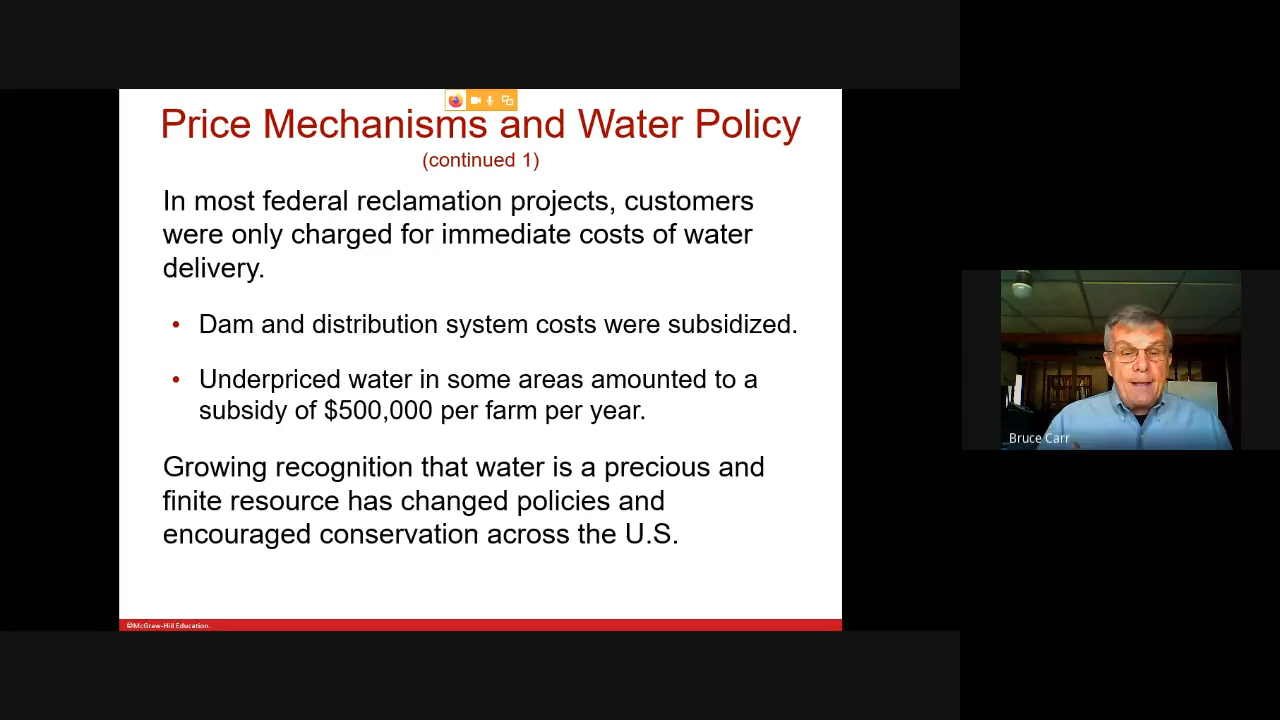 Price Mechanisms and Water Policy
(continued 1)
In most federal reclamation projects, customers
were only charged for immediate costs of water
delivery.
• Dam and distribution system costs were subsidized.
• Underpriced water in some areas amounted to a
subsidy of $500,000 per farm per year.
Growing recognition that water is a precious and
finite resource has changed policies and
encouraged conservation across the U.S.
©McGraw-Hill Education.
Bruce Carr